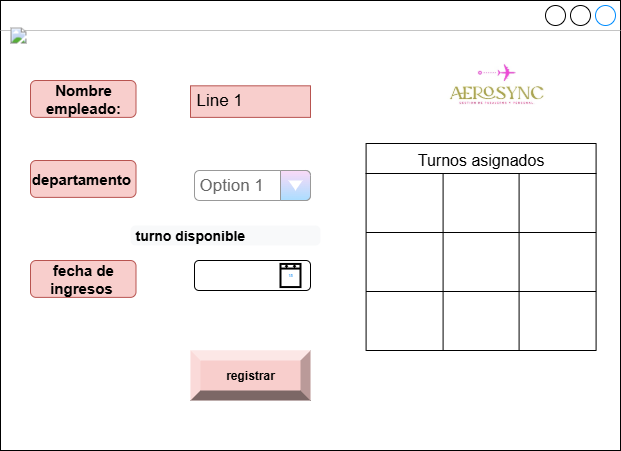 Nombre
empleado:
Line 1
AEROSYNC
Turnos asignados
departamento
Option 1
turno disponible
fecha de
ingresos
registrar